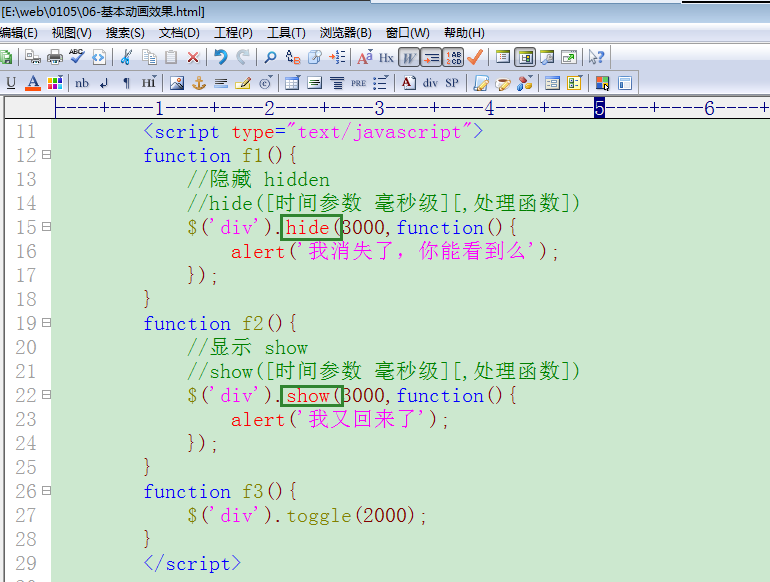 [E:\web\0105\06-基本动画效果.html]
编辑(E) 视图(V) 搜索(S) 文档(D) 工程(P) 工具(T) 浏览器(B) 窗口(W) 帮助(H)
ABC Hx W
U A nb HI PRE A div SP
----+----1----+----2----+----3----+----4----+----5----+----6----+--
11 <script type="text/javascript">
12 function f1(){
13 //隐藏 hidden
14 //hide([时间参数 毫秒级][,处理函数])
15 $('div').hide(3000,function(){
16 alert('我消失了，你能看到么');
17 });
18 }
19 function f2(){
20 //显示 show
21 //show([时间参数 毫秒级][,处理函数])
22 $('div').show(3000,function(){
23 alert('我又回来了');
24 });
25 }
26 function f3(){
27 $('div').toggle(2000);
28 }
29 </script>